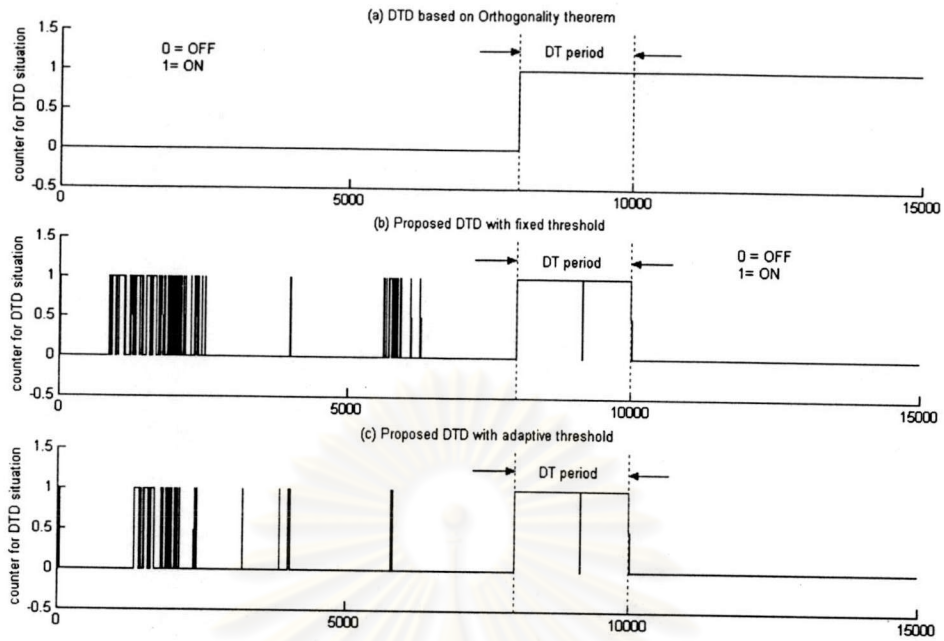 (a) DTD based on Orthogonality theorem
counter for DTD situation
1.5
1
0.5
0
-0.5
0 = OFF
1= ON
DT period
0
5000
10000
15000
(b) Proposed DTD with fixed threshold
counter for DTD situation
1.5
1
0.5
0
-0.5
DT period
0 = OFF
1= ON
0
5000
10000
15000
(c) Proposed DTD with adaptive threshold
counter for DTD situation
1.5
1
0.5
0
-0.5
DT period
0
5000
10000
15000